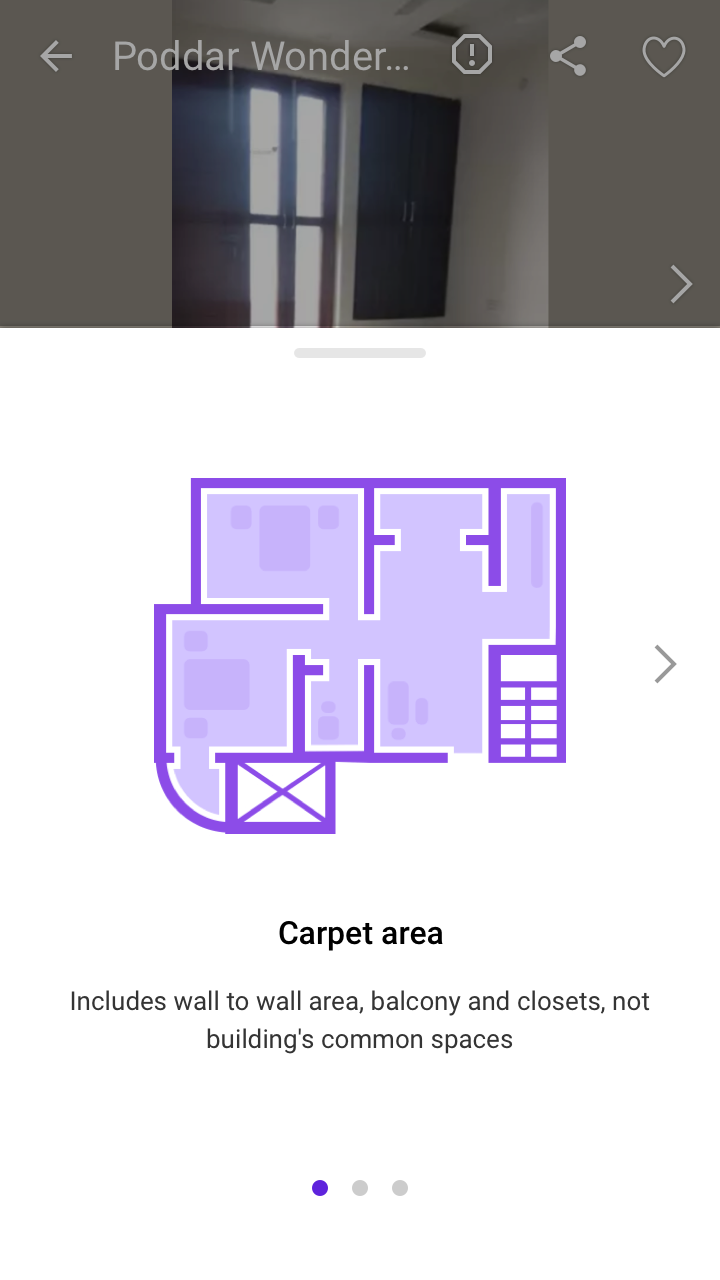 Poddar Wonder...
Carpet area
Includes wall to wall area, balcony and closets, not
building's common spaces